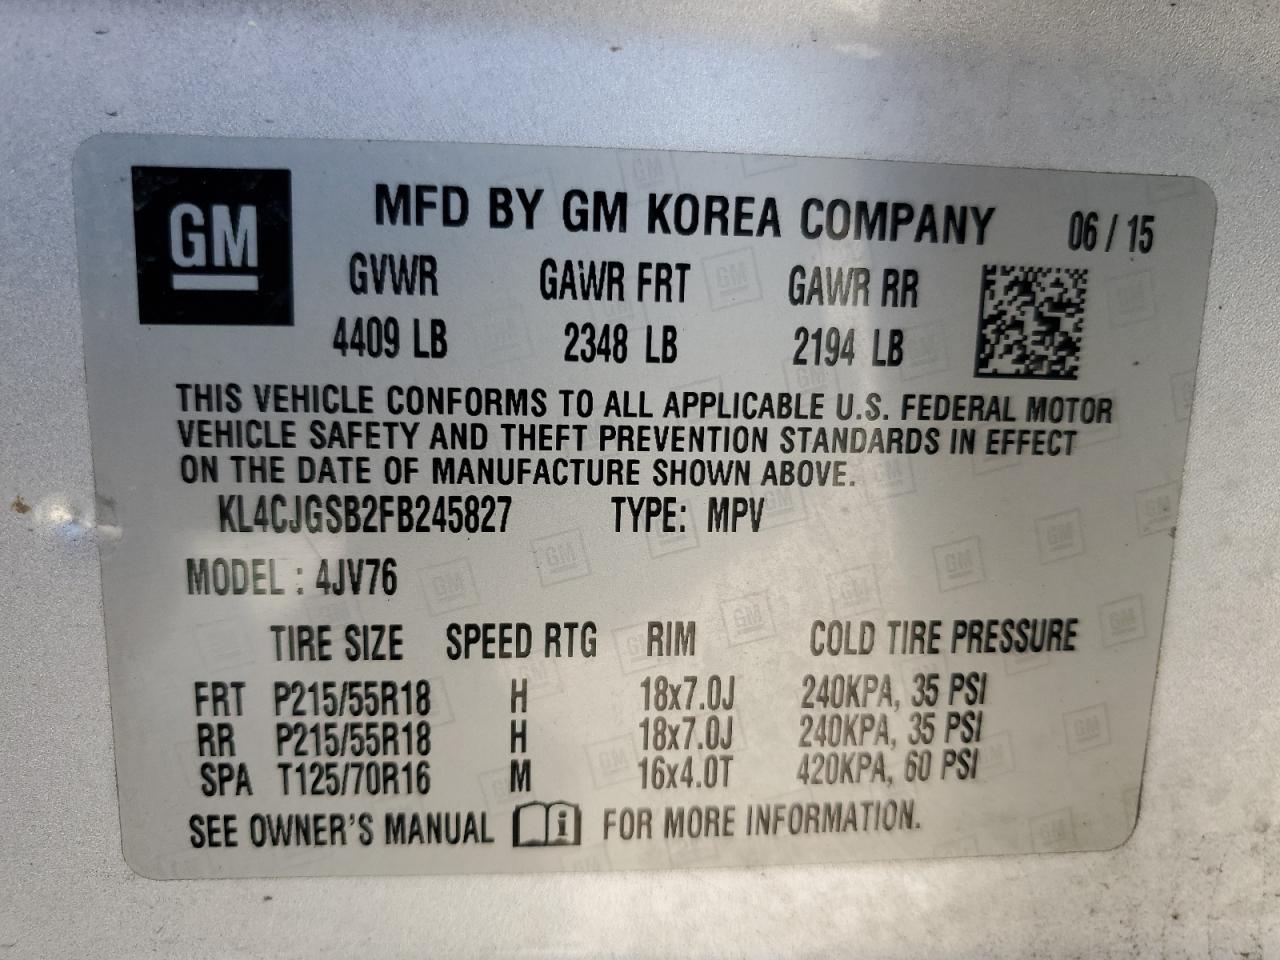 GM
MFD BY GM KOREA COMPANY 06 / 15
GVWR GAWR FRT GAWR RR
4409 LB 2348 LB 2194 LB
THIS VEHICLE CONFORMS TO ALL APPLICABLE U.S. FEDERAL MOTOR
VEHICLE SAFETY AND THEFT PREVENTION STANDARDS IN EFFECT
ON THE DATE OF MANUFACTURE SHOWN ABOVE.
KL4CJGSB2FB245827 TYPE: MPV
MODEL : 4JV76
TIRE SIZE SPEED RTG RIM COLD TIRE PRESSURE
FRT P215/55R18 H 18x7.0J 240KPA, 35 PSI
RR P215/55R18 H 18x7.0J 240KPA, 35 PSI
SPA T125/70R16 M 16x4.0T 420KPA, 60 PSI
SEE OWNER'S MANUAL i FOR MORE INFORMATION.